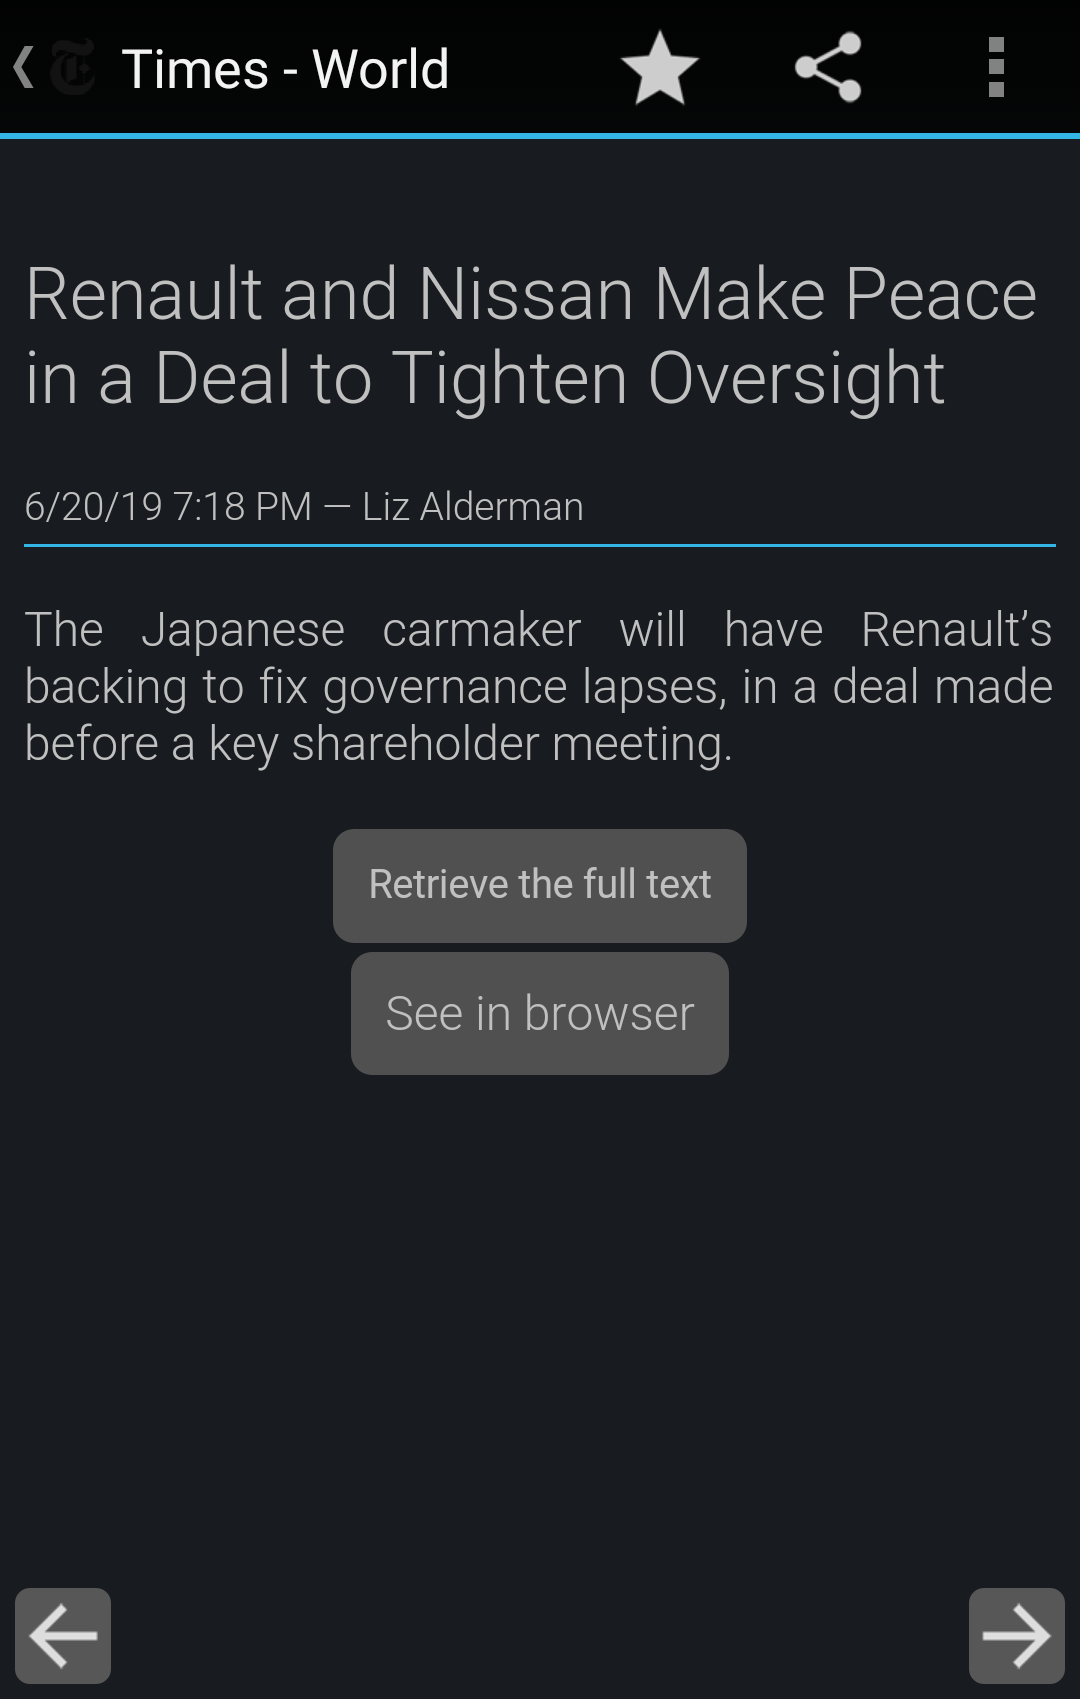 Times - World
Renault and Nissan Make Peace
in a Deal to Tighten Oversight
6/20/19 7:18 PM — Liz Alderman
The Japanese carmaker will have Renault’s
backing to fix governance lapses, in a deal made
before a key shareholder meeting.
Retrieve the full text
See in browser